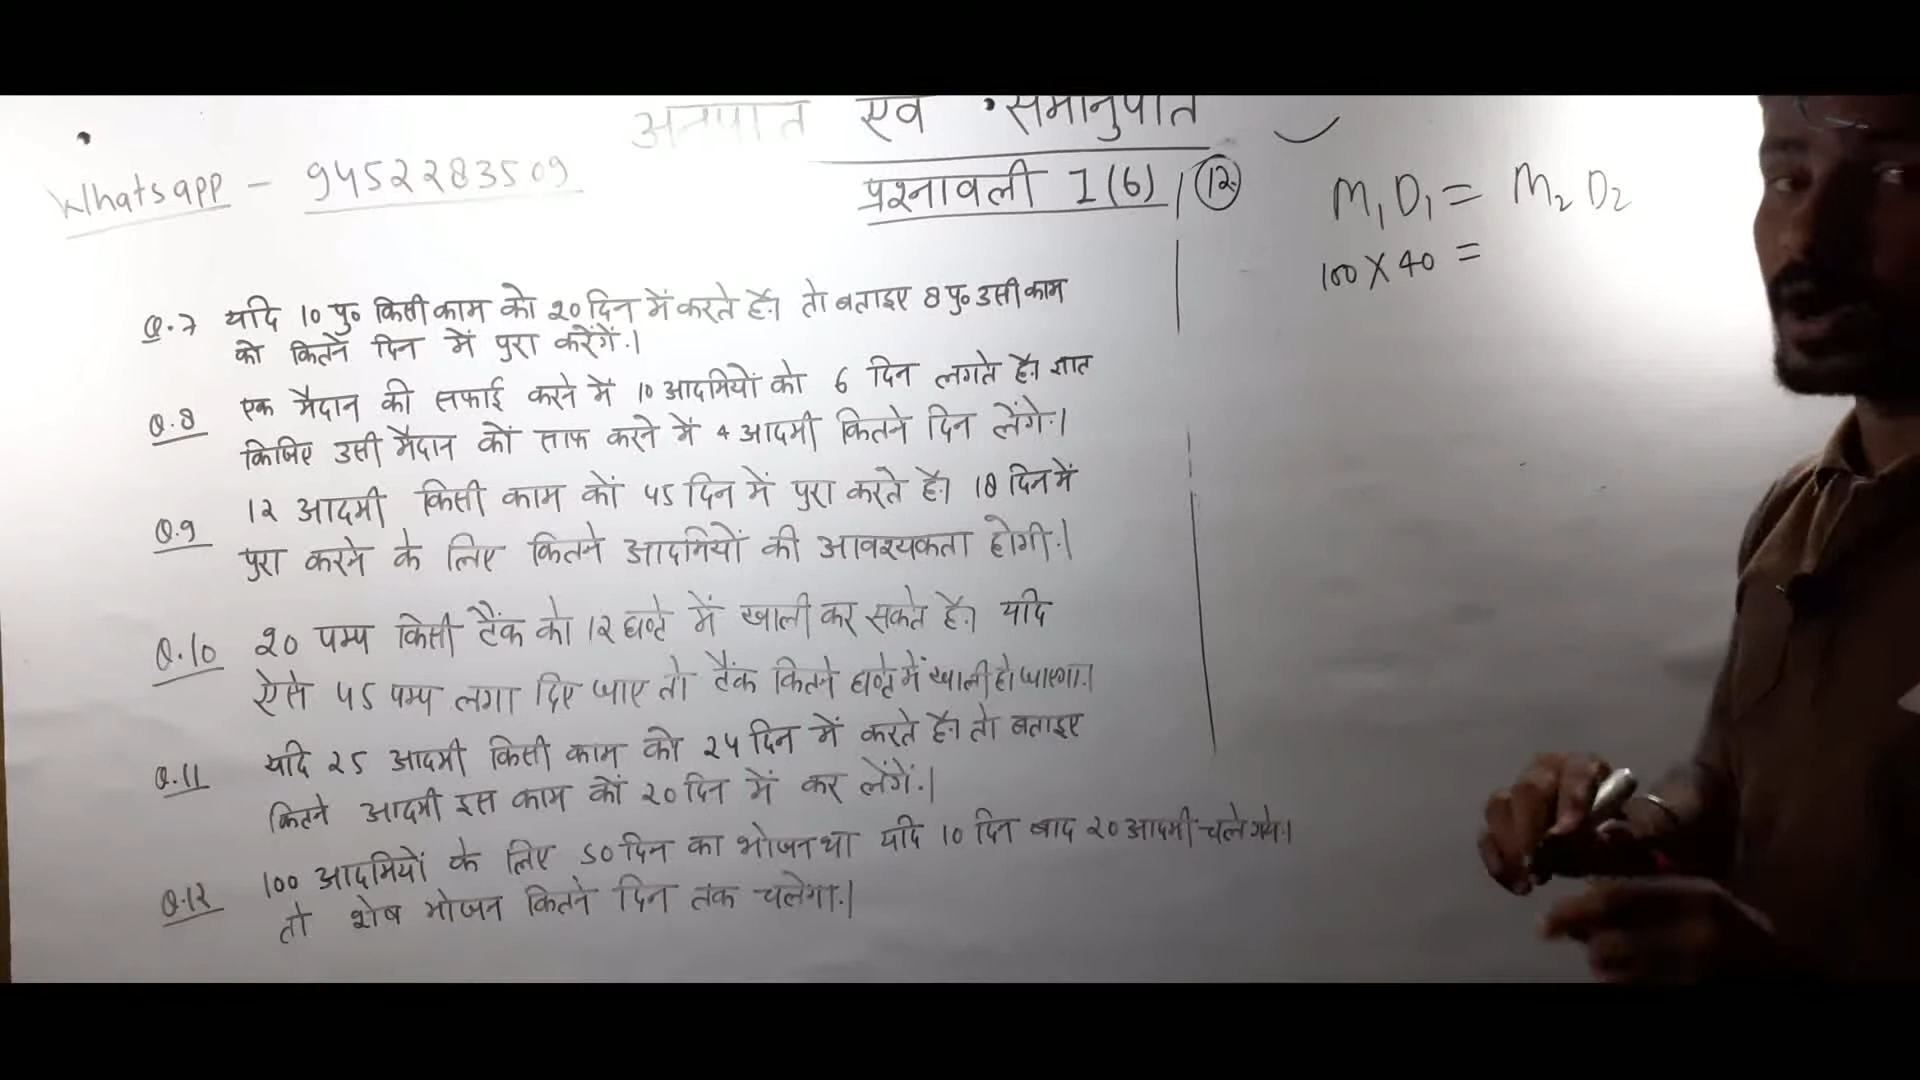 अनुपात एवं समानुपात
Whatsapp - 9452283509
प्रश्नावली 1(6) 12
M₁D₁ = M₂D₂
100 X 40 =
Q.7 यदि 10 पु० किसी काम को 20 दिन में करते हैं। तो बताइए 8 पु० उसी काम
को कितने दिन में पुरा करेंगें।
Q.8 एक मैदान की सफाई करने में 10 आदमियों को 6 दिन लगते है। ज्ञात
किजिए उसी मैदान कों साफ करने में 4 आदमी कितने दिन लेंगे।
Q.9 12 आदमी किसी काम कों 45 दिन में पुरा करते है। 18 दिन में
पुरा करने के लिए कितने आदमियों की आवश्यकता होगी।
Q.10 20 पम्प किसी टैंक को 12 घण्टे में खाली कर सकते है। यदि
ऐसे 45 पम्प लगा दिए जाए तो टैंक कितने घण्टे में खाली हो जाएगा।
Q.11 यदि 25 आदमी किसी काम को 24 दिन में करते है। तो बताइए
कितने आदमी इस काम कों 20 दिन में कर लेंगें।
Q.12 100 आदमियों के लिए 50 दिन का भोजन था यदि 10 दिन बाद 20 आदमी चले गये।
तो शेष भोजन कितने दिन तक चलेगा।